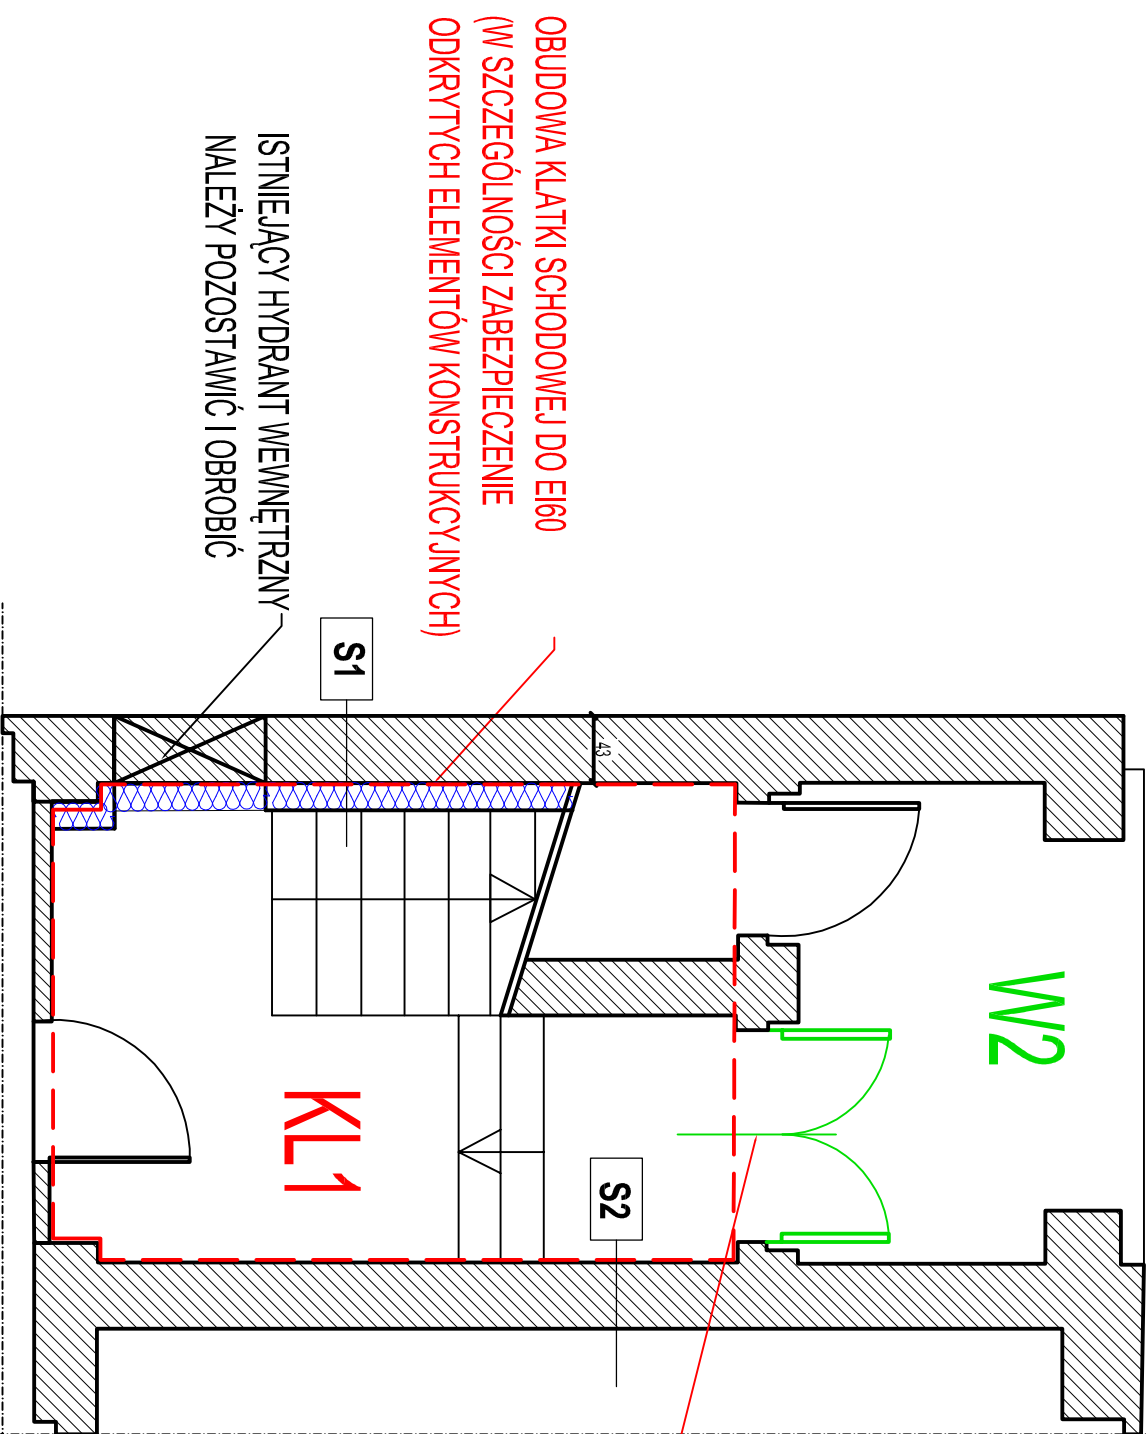 OBUDOWA KLATKI SCHODOWEJ DO EI60
(W SZCZEGÓLNOŚCI ZABEZPIECZENIE
ODKRYTYCH ELEMENTÓW KONSTRUKCYJNYCH)
ISTNIEJĄCY HYDRANT WEWNĘTRZNY
NALEŻY POZOSTAWIĆ I OBROBIĆ
S1
43
W2
KL1
S2